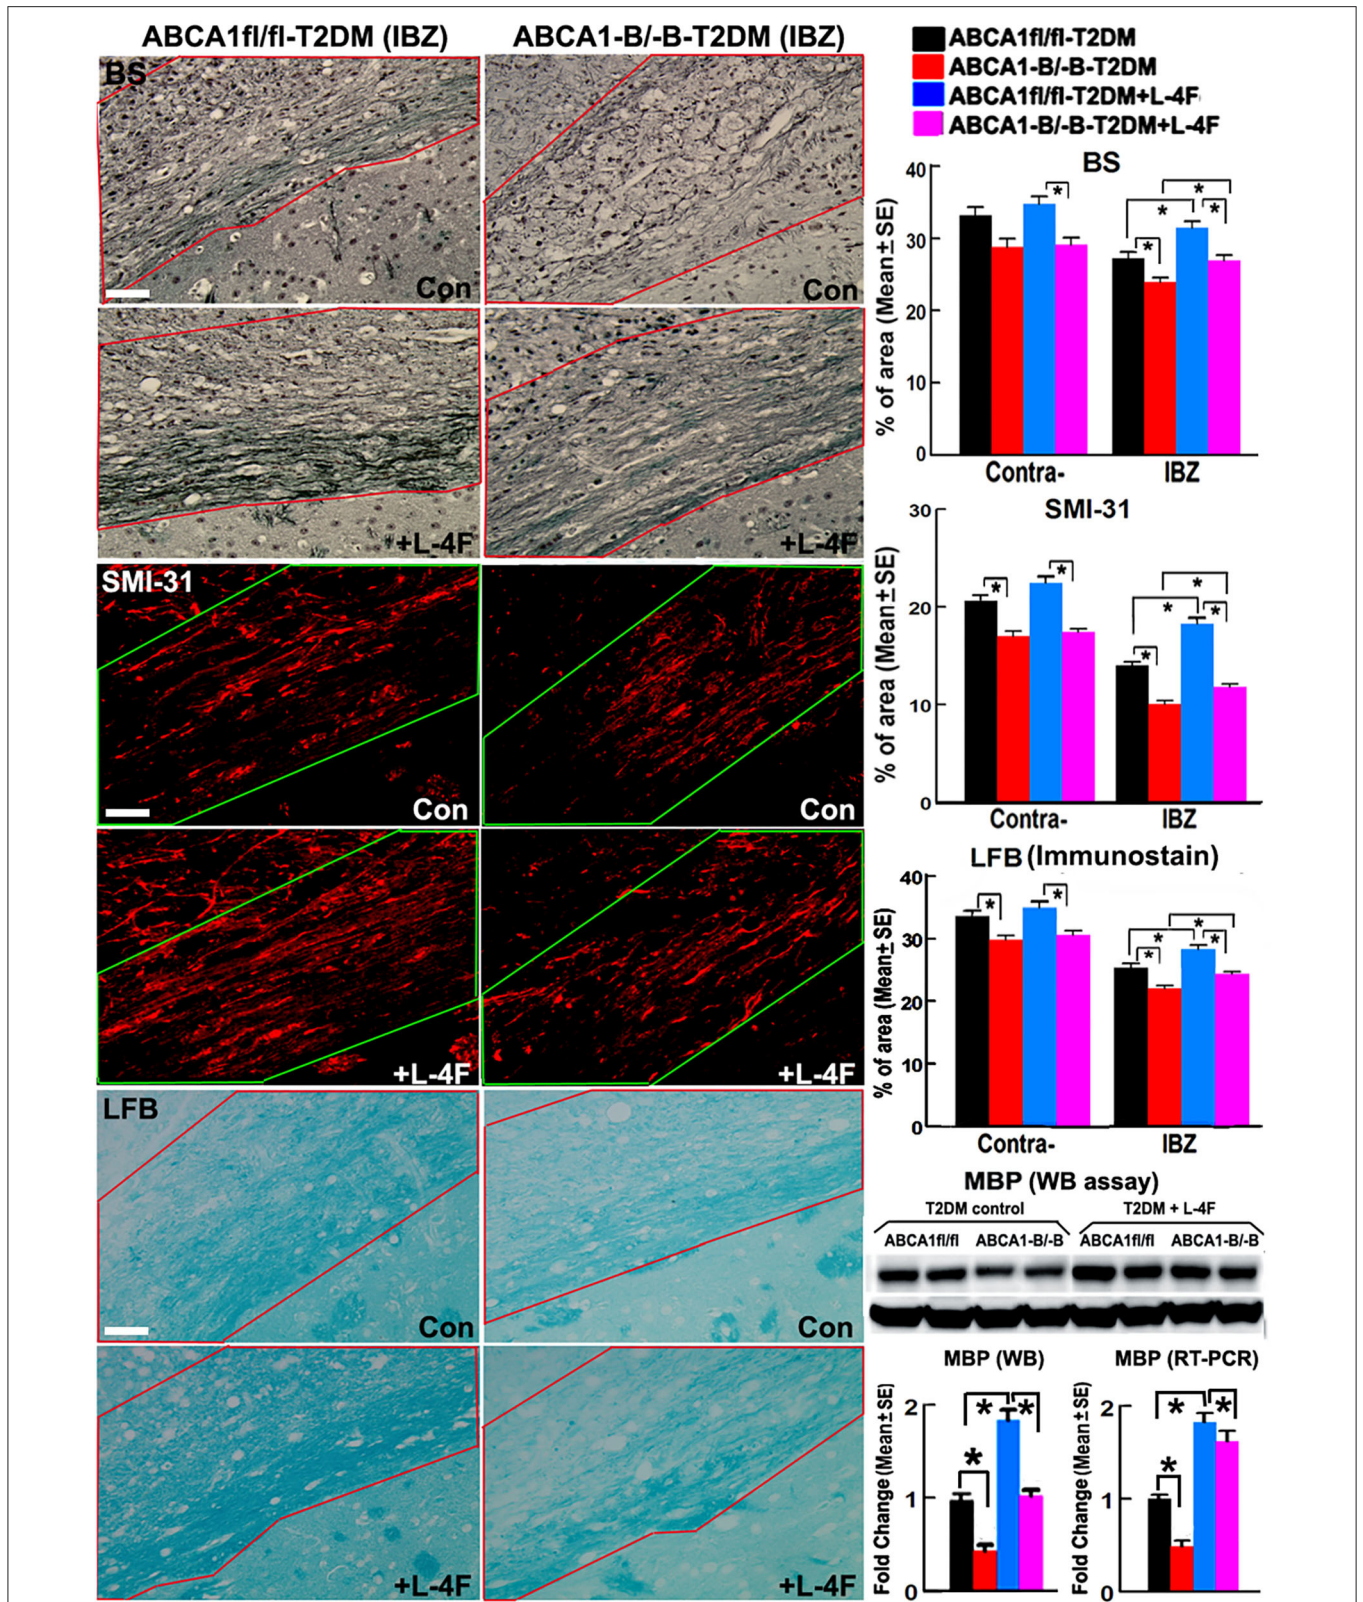 ABCA1fl/fl-T2DM (IBZ)
ABCA1-B/-B-T2DM (IBZ)
BS
Con
Con
+L-4F
+L-4F
SMI-31
Con
Con
+L-4F
+L-4F
LFB
Con
Con
+L-4F
+L-4F
ABCA1fl/fl-T2DM
ABCA1-B/-B-T2DM
ABCA1fl/fl-T2DM+L-4F
ABCA1-B/-B-T2DM+L-4F
BS
% of area (Mean±SE)
40
30
20
10
0
*
*
*
*
*
Contra-
IBZ
SMI-31
% of area (Mean±SE)
30
20
10
0
*
*
*
*
*
*
Contra-
IBZ
LFB (Immunostain)
% of area (Mean±SE)
40
30
20
10
0
*
*
*
*
*
*
Contra-
IBZ
MBP (WB assay)
T2DM control
T2DM + L-4F
ABCA1fl/fl
ABCA1-B/-B
ABCA1fl/fl
ABCA1-B/-B
MBP (WB)
Fold Change (Mean±SE)
2
1
0
*
*
*
MBP (RT-PCR)
Fold Change (Mean±SE)
2
1
0
*
*
*